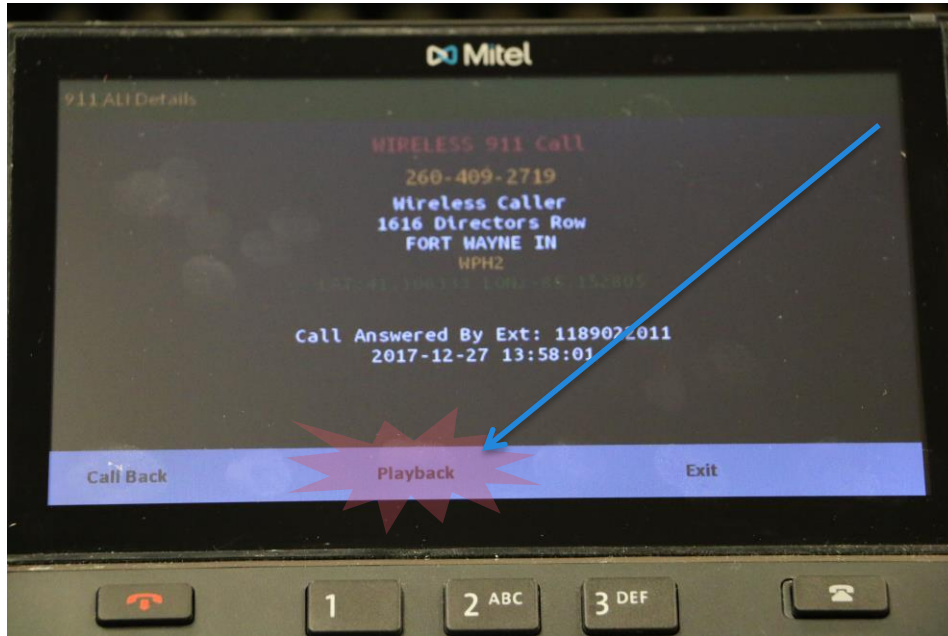 Mitel
911 ALI Details
WIRELESS 911 Call
260-409-2719
Wireless Caller
1616 Directors Row
FORT WAYNE IN
WPH2
Call Answered By Ext: 1189022011
2017-12-27 13:58:01
Call Back Playback Exit
1 2 ABC 3 DEF